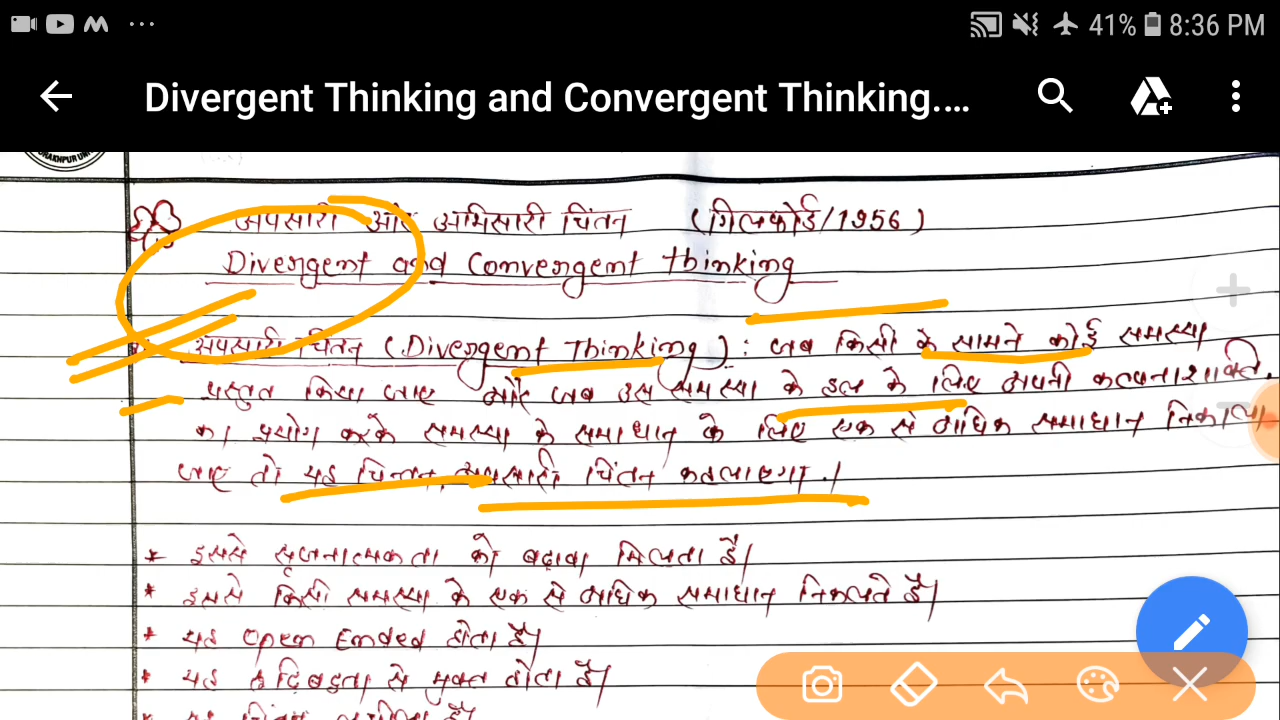 41% 8:36 PM
Divergent Thinking and Convergent Thinking....
अपसारी और अभिसारी चिंतन (गिलफोर्ड/1956)
Divergent and Convergent Thinking
अपसारी चिंतन (Divergent Thinking) : जब किसी के सामने कोई समस्या
प्रस्तुत किया जाए और जब उस समस्या के हल के लिए अपनी कल्पनाशक्ति
का प्रयोग करके समस्या के समाधान के लिए एक से अधिक समाधान निकाला
जाए तो यह चिन्तन, अपसारी चिंतन कहलाएगा।
* इससे सृजनात्मकता को बढ़ावा मिलता है।
* इससे किसी समस्या के एक से अधिक समाधान निकलते हैं।
* यह Open Ended होता है।
* यह रूढ़िबद्धता से मुक्त होता है।